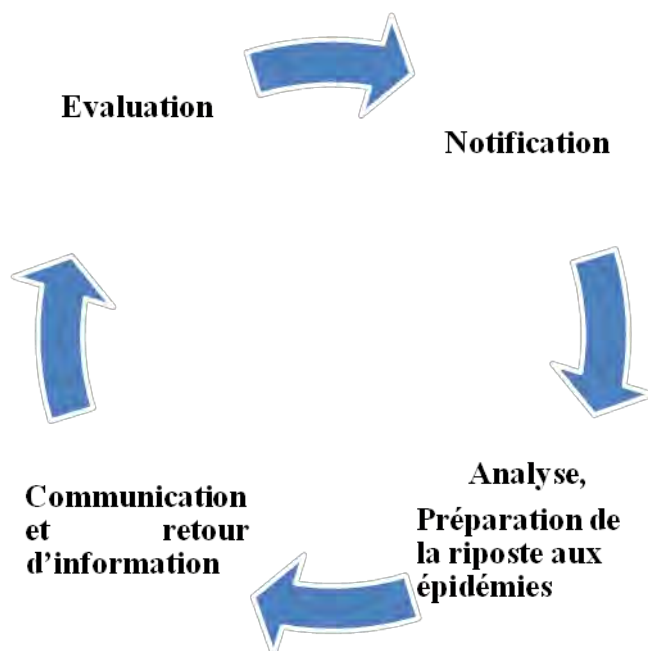 Evaluation
Notification
Analyse,
Préparation de
la riposte aux
épidémies
Communication
et retour
d’information